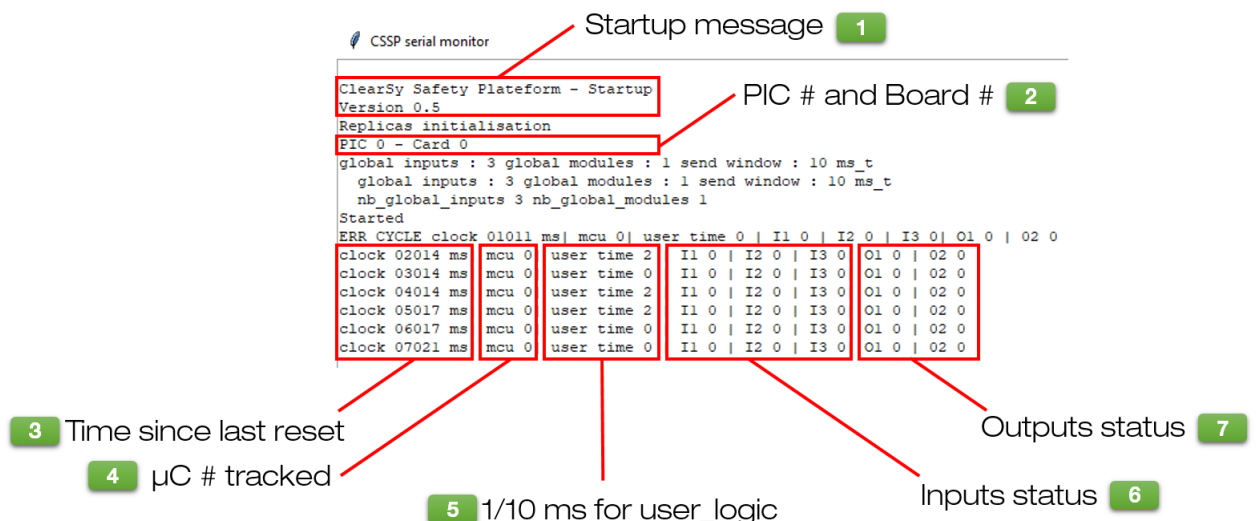 Startup message 1
CSSP serial monitor
ClearSy Safety Plateform - Startup
Version 0.5
PIC # and Board # 2
Replicas initialisation
PIC 0 - Card 0
global inputs : 3 global modules : 1 send window : 10 ms_t
global inputs : 3 global modules : 1 send window : 10 ms_t
nb_global_inputs 3 nb_global_modules 1
Started
ERR CYCLE clock 01011 ms| mcu 0| user time 0 | I1 0 | I2 0 | I3 0| O1 0 | O2 0
clock 02014 ms| mcu 0| user time 2 | I1 0 | I2 0 | I3 0| O1 0 | O2 0
clock 03014 ms| mcu 0| user time 2 | I1 0 | I2 0 | I3 0| O1 0 | O2 0
clock 04014 ms| mcu 0| user time 2 | I1 0 | I2 0 | I3 0| O1 0 | O2 0
clock 05017 ms| mcu 0| user time 2 | I1 0 | I2 0 | I3 0| O1 0 | O2 0
clock 06017 ms| mcu 0| user time 0 | I1 0 | I2 0 | I3 0| O1 0 | O2 0
clock 07021 ms| mcu 0| user time 0 | I1 0 | I2 0 | I3 0| O1 0 | O2 0
3 Time since last reset
Outputs status 7
4 µC # tracked
Inputs status 6
5 1/10 ms for user_logic